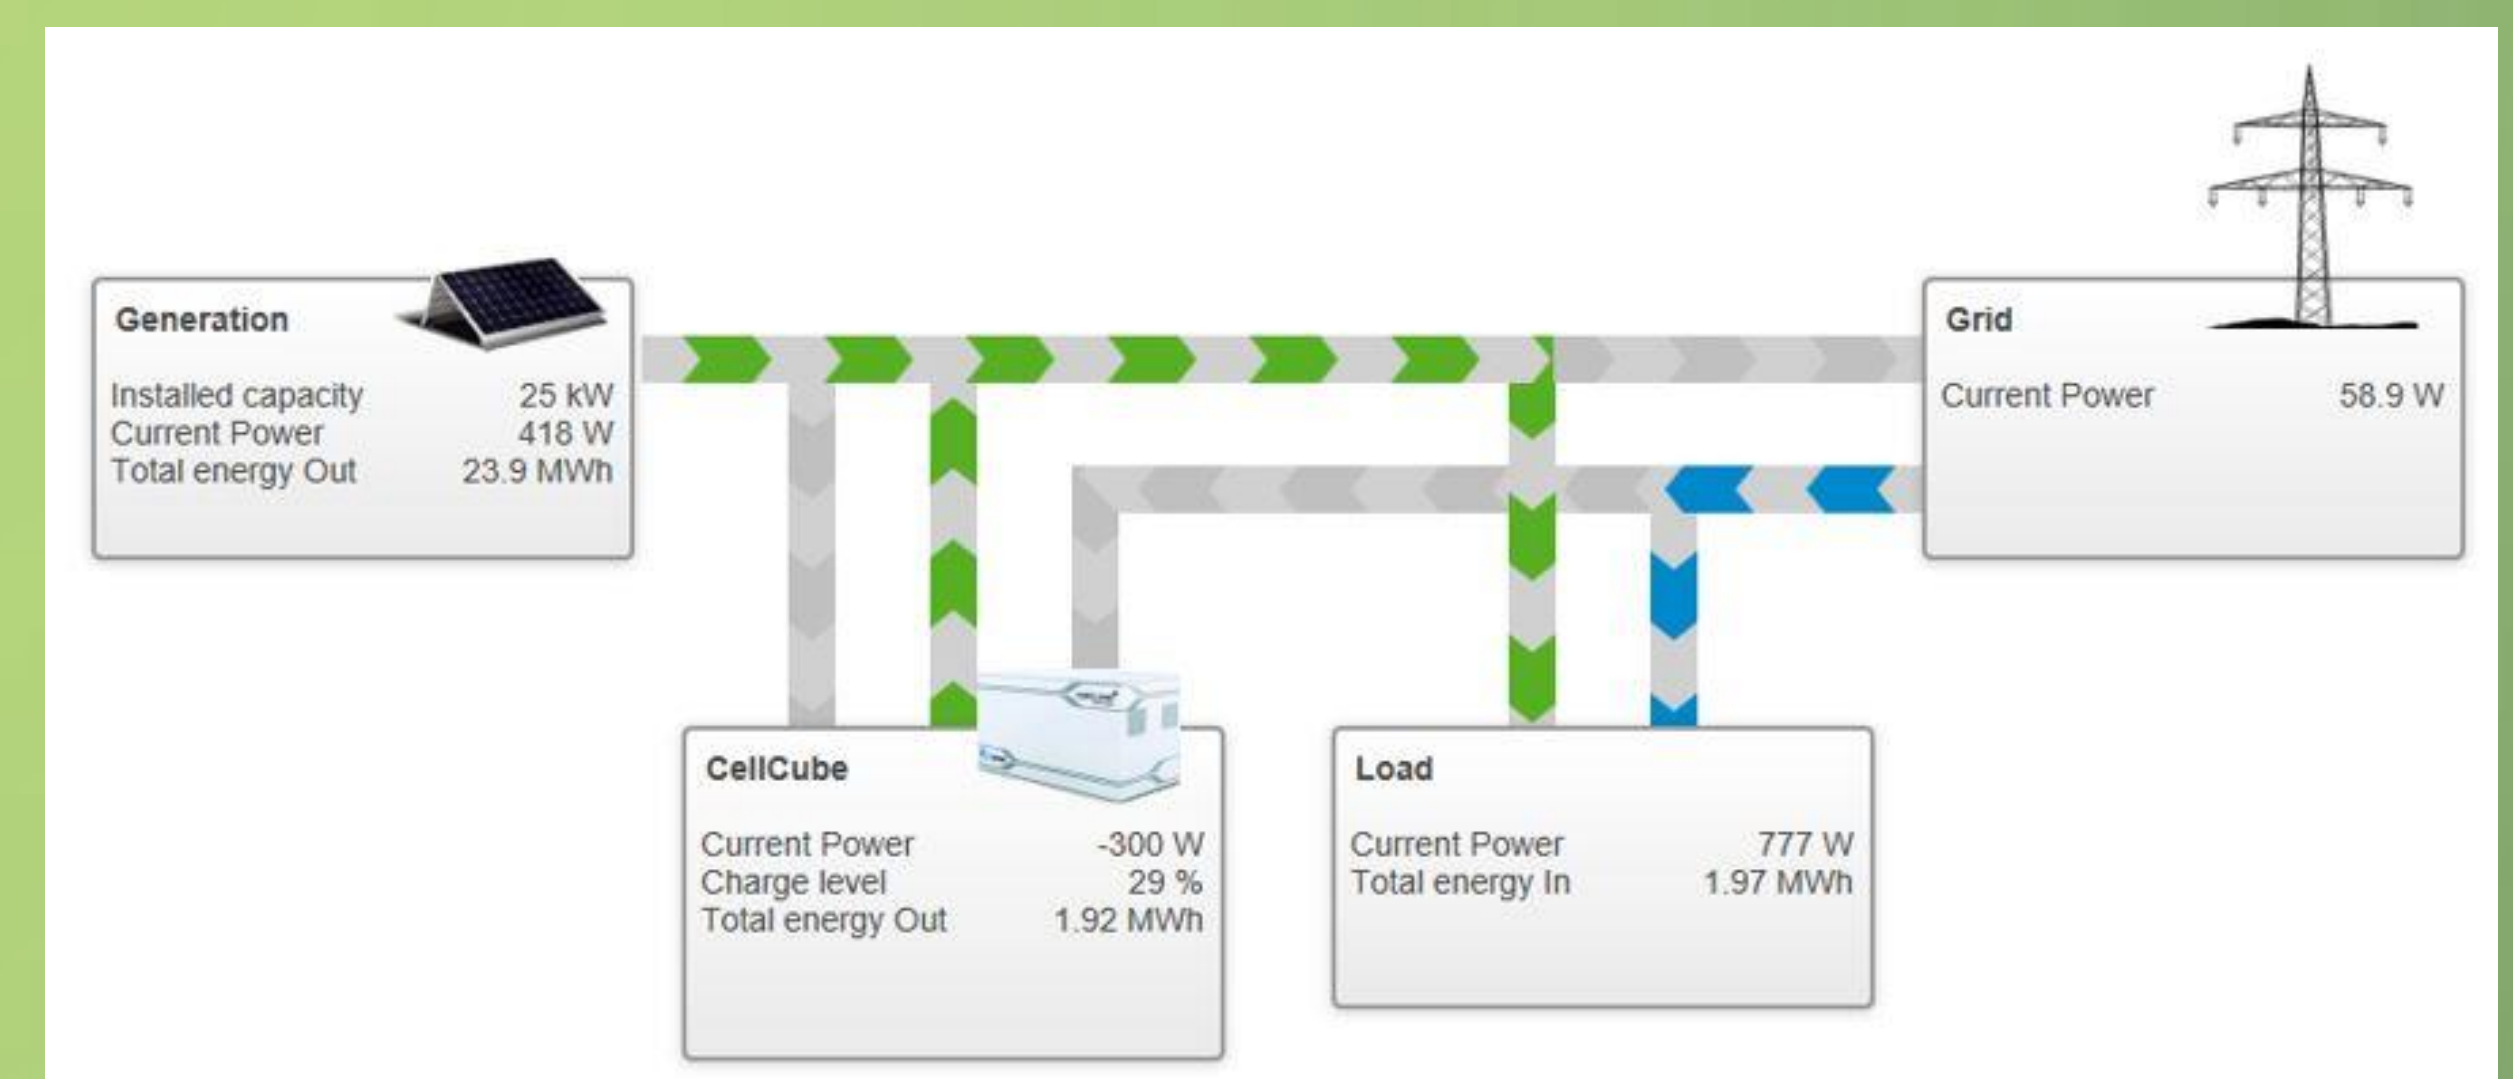 Generation
Installed capacity 25 kW
Current Power 418 W
Total energy Out 23.9 MWh
Grid
Current Power 58.9 W
CellCube
Current Power -300 W
Charge level 29 %
Total energy Out 1.92 MWh
Load
Current Power 777 W
Total energy In 1.97 MWh